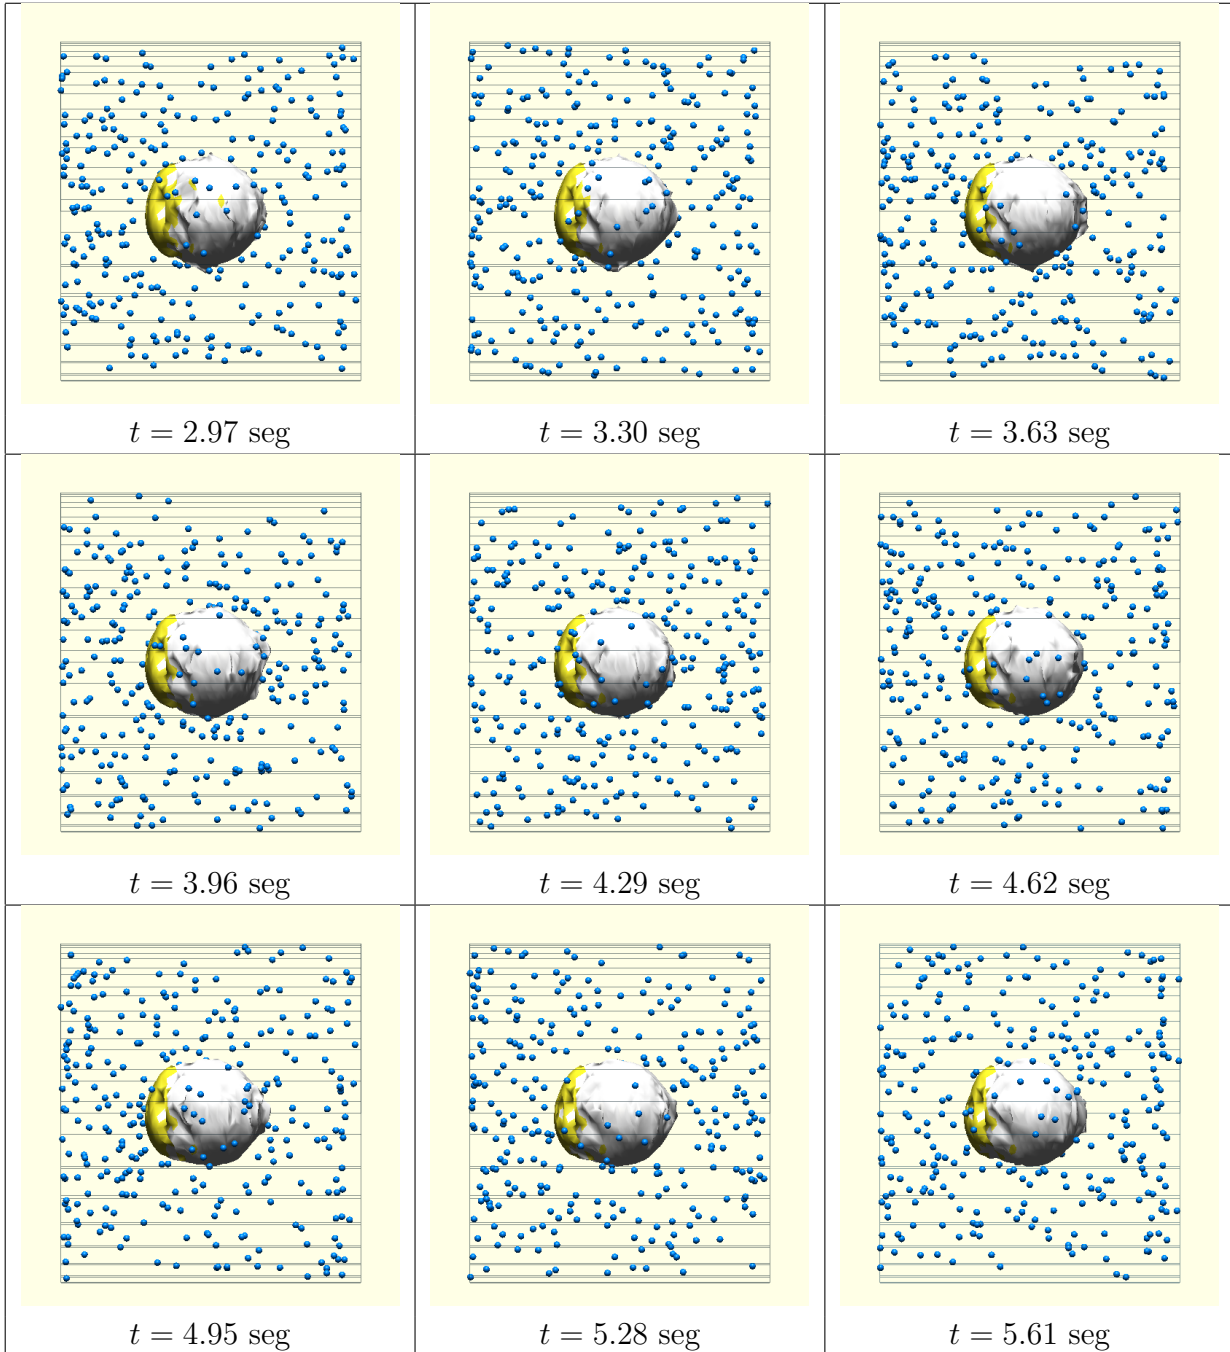 t = 2.97 seg
t = 3.30 seg
t = 3.63 seg
t = 3.96 seg
t = 4.29 seg
t = 4.62 seg
t = 4.95 seg
t = 5.28 seg
t = 5.61 seg